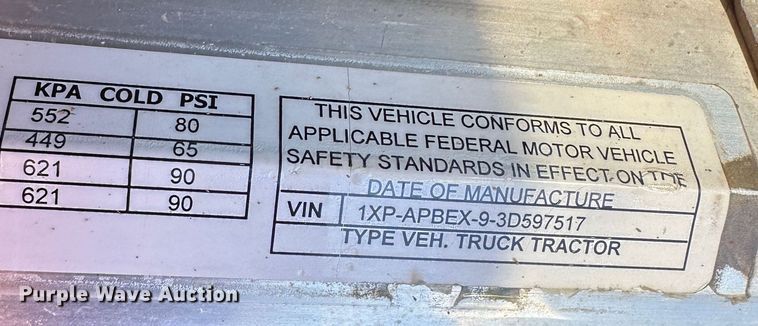 KPA COLD PSI
552 80
449 65
621 90
621 90
THIS VEHICLE CONFORMS TO ALL
APPLICABLE FEDERAL MOTOR VEHICLE
SAFETY STANDARDS IN EFFECT ON THE
DATE OF MANUFACTURE
VIN 1XP-APBEX-9-3D597517
TYPE VEH. TRUCK TRACTOR
Purple Wave Auction